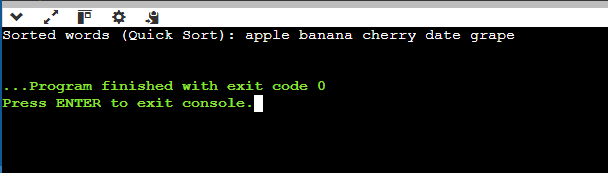 Sorted words (Quick Sort): apple banana cherry date grape
...Program finished with exit code 0
Press ENTER to exit console.